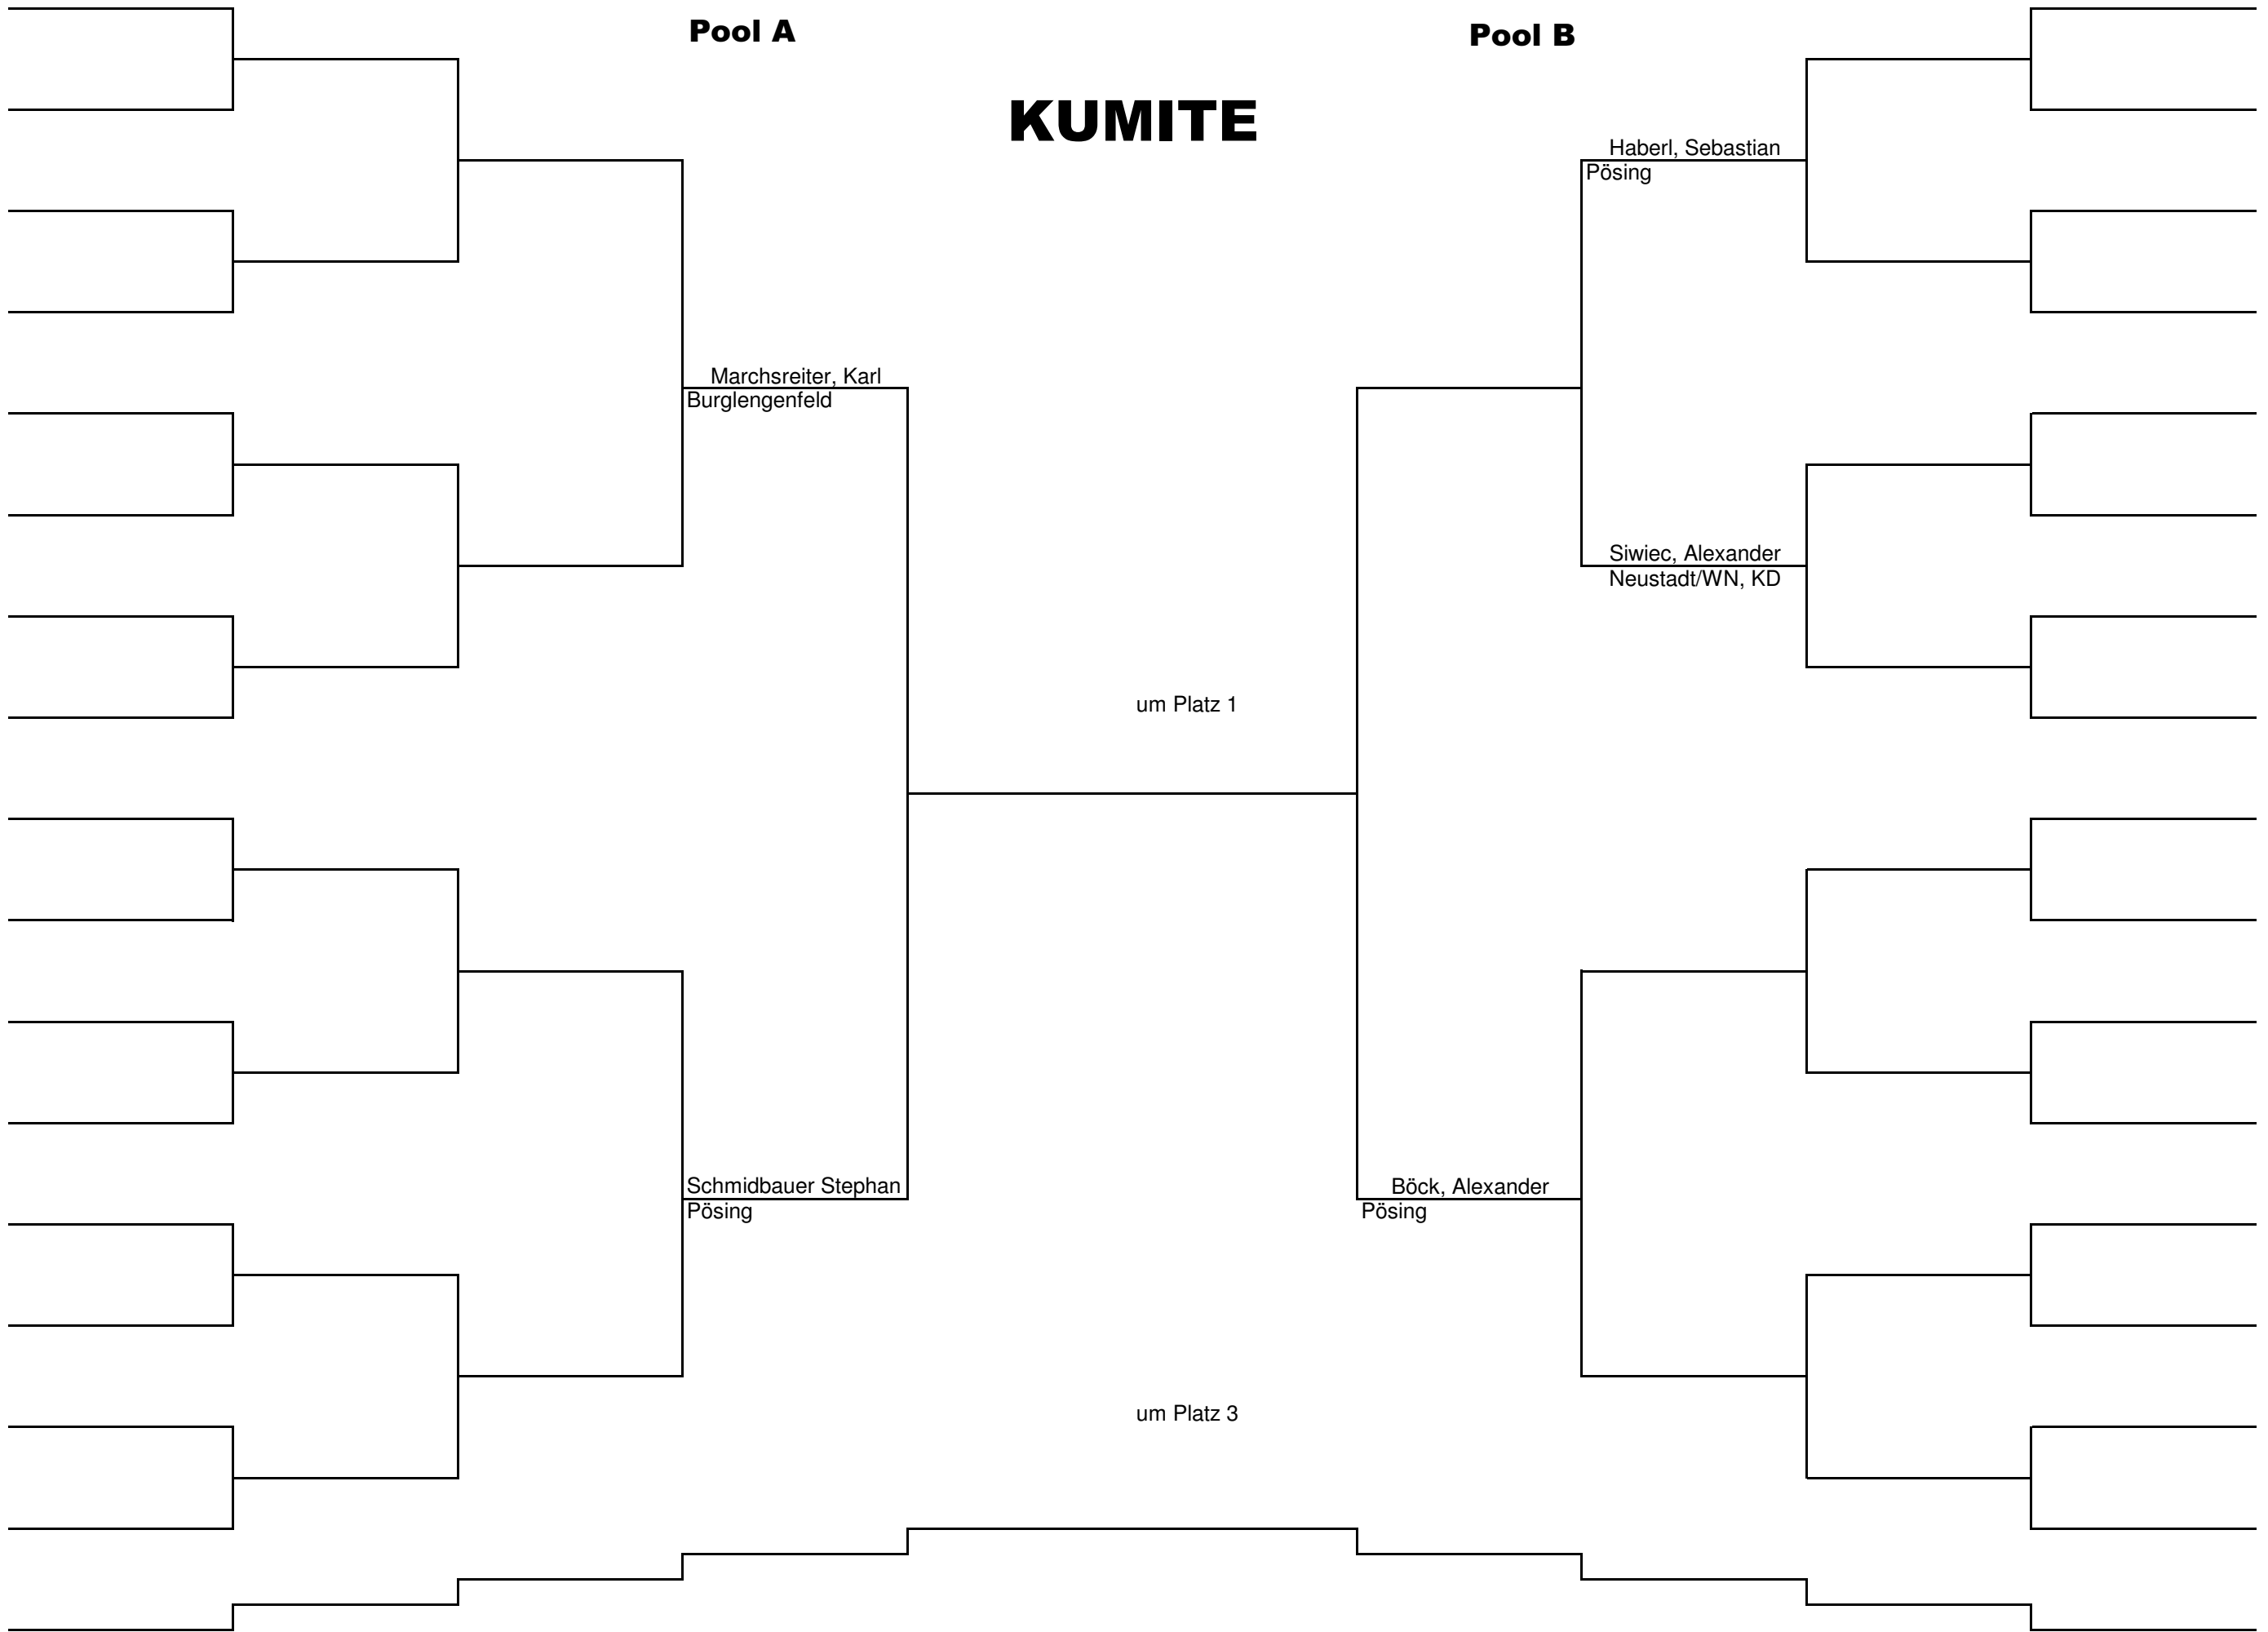 Pool A
Pool B
KUMITE
Haberl, Sebastian
Pösing
Marchsreiter, Karl
Burglengenfeld
Siwiec, Alexander
Neustadt/WN, KD
um Platz 1
Schmidbauer Stephan
Pösing
Böck, Alexander
Pösing
um Platz 3